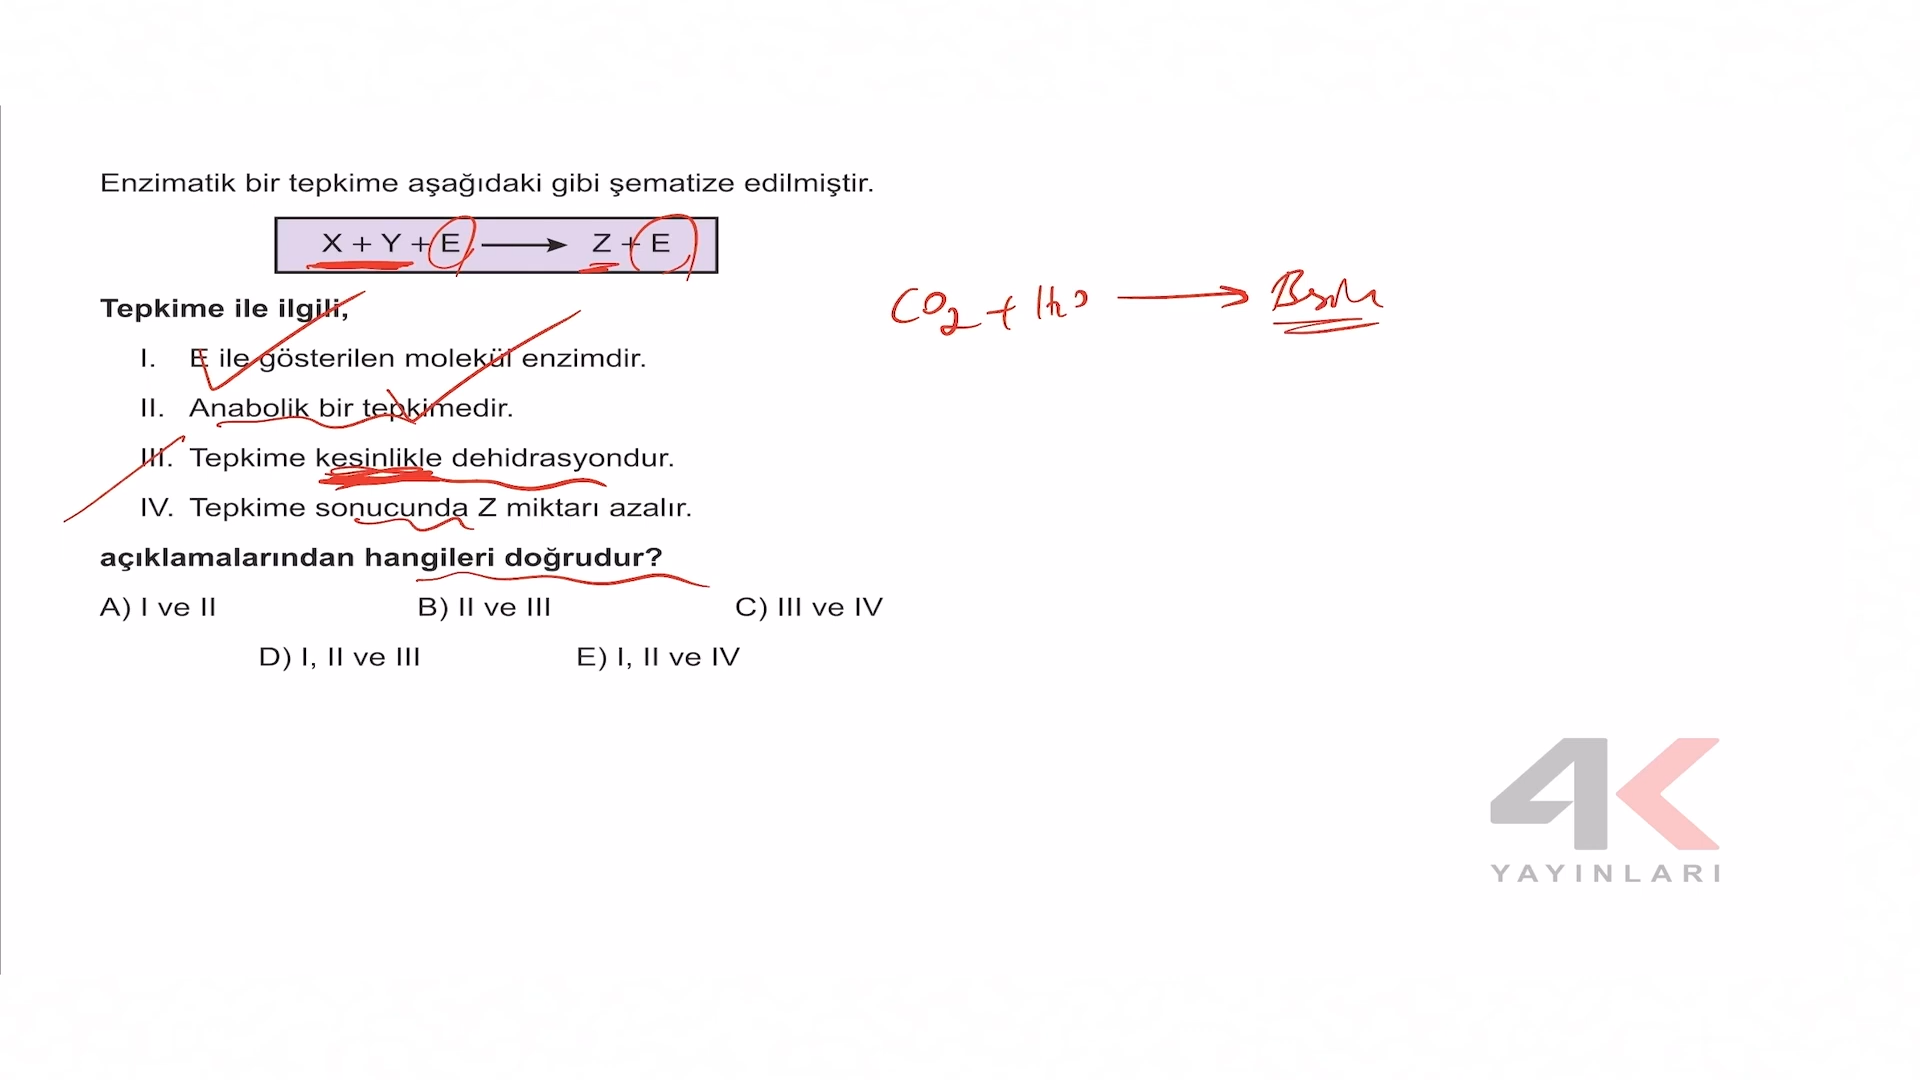 Enzimatik bir tepkime aşağıdaki gibi şematize edilmiştir.
X + Y + E ⟶ Z + E
CO₂ + H₂O ⟶ Besin
Tepkime ile ilgili,
I. E ile gösterilen molekül enzimdir.
II. Anabolik bir tepkimedir.
III. Tepkime kesinlikle dehidrasyondur.
IV. Tepkime sonucunda Z miktarı azalır.
açıklamalarından hangileri doğrudur?
A) I ve II B) II ve III C) III ve IV
D) I, II ve III E) I, II ve IV
4K
YAYINLARI